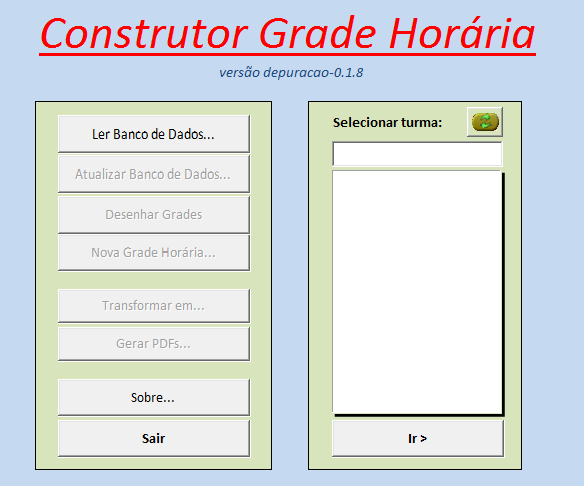 Construtor Grade Horária
versão depuracao-0.1.8
Ler Banco de Dados...
Atualizar Banco de Dados...
Desenhar Grades
Nova Grade Horária...
Transformar em...
Gerar PDFs...
Sobre...
Sair
Selecionar turma:
Ir >